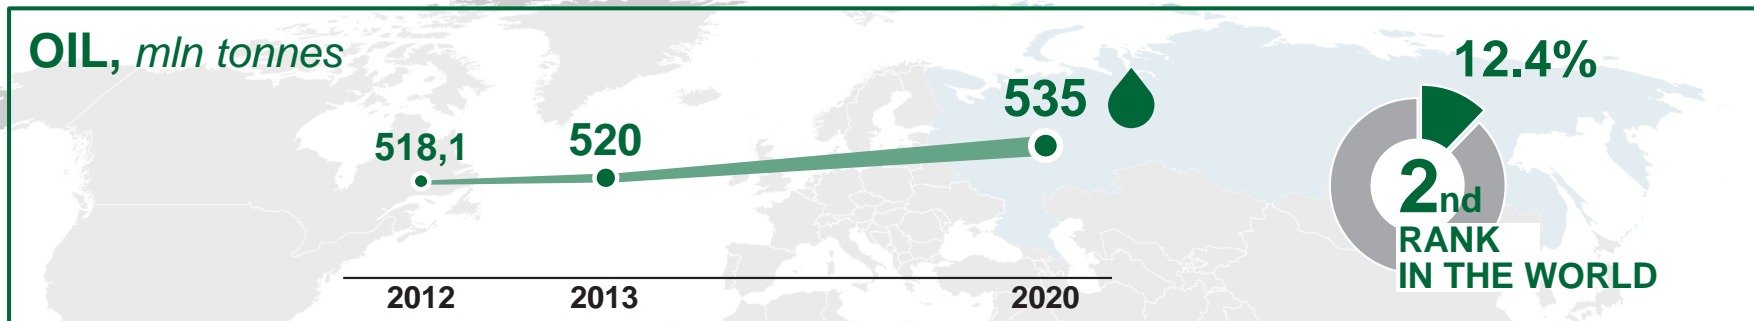 OIL, mln tonnes
518,1
520
535
2012
2013
2020
12.4%
2nd
RANK
IN THE WORLD